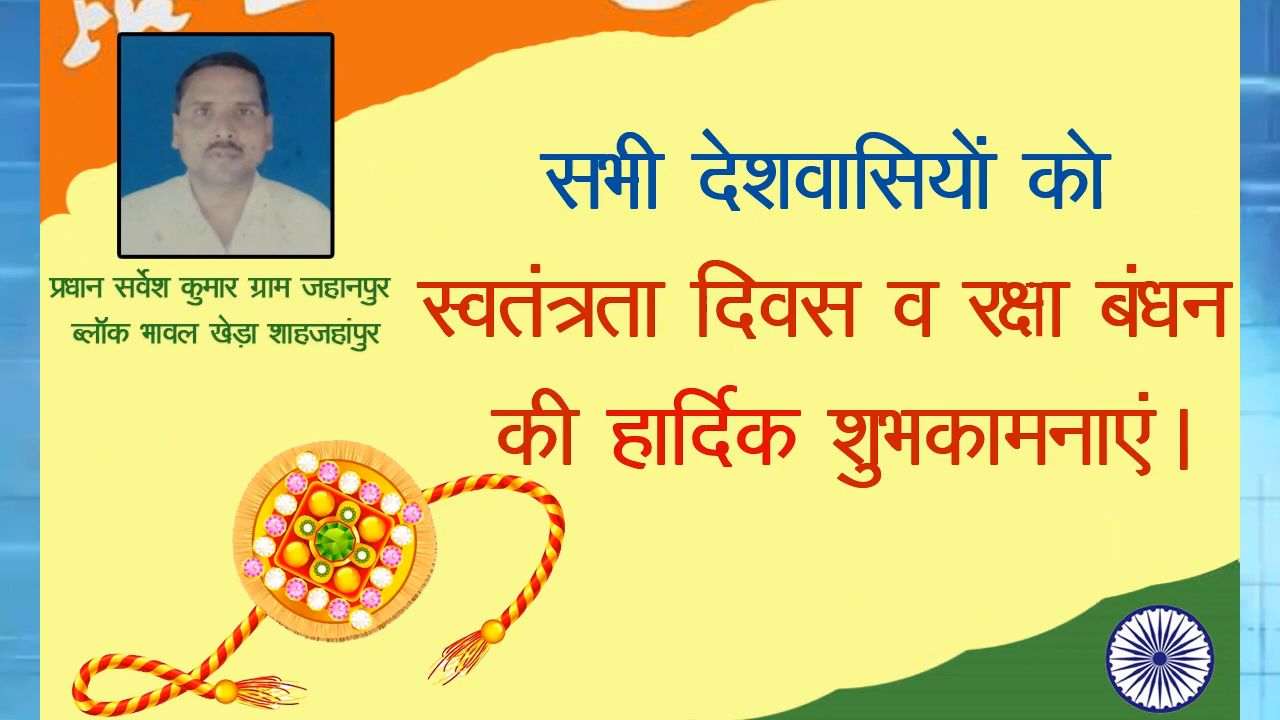 प्रधान सर्वेश कुमार ग्राम जहानपुर
ब्लॉक भावल खेड़ा शाहजहांपुर
सभी देशवासियों को
स्वतंत्रता दिवस व रक्षा बंधन
की हार्दिक शुभकामनाएं।